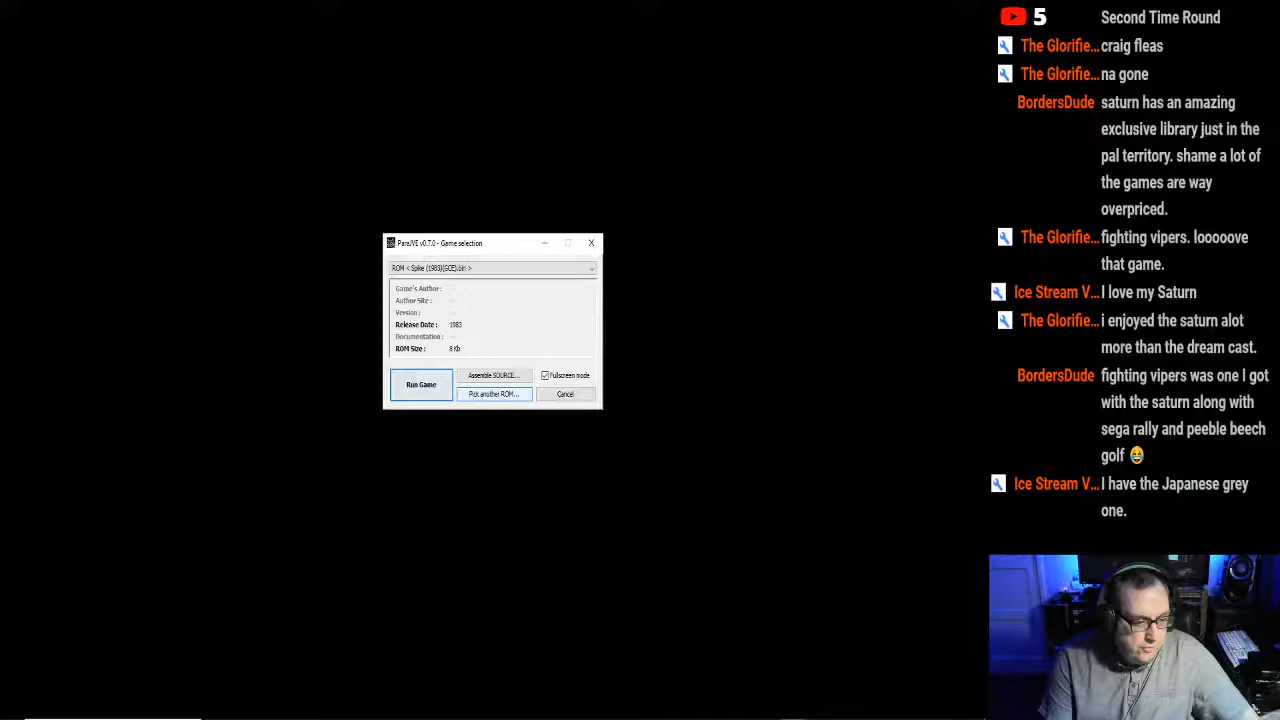 ParaJVE v0.7.0 - Game selection
ROM < Spike (1983)(GCE).bin >
Game's Author : ---
Author Site : ---
Version : ---
Release Date : 1983
Documentation : ---
ROM Size : 8 Kb
Run Game
Assemble SOURCE...
Fullscreen mode
Pick another ROM...
Cancel
5
Second Time Round
The Glorifie... craig fleas
The Glorifie... na gone
BordersDude saturn has an amazing
exclusive library just in the
pal territory. shame a lot of
the games are way
overpriced.
The Glorifie... fighting vipers. looooove
that game.
Ice Stream V... I love my Saturn
The Glorifie... i enjoyed the saturn alot
more than the dream cast.
BordersDude fighting vipers was one I got
with the saturn along with
sega rally and peeble beech
golf 😂
Ice Stream V... I have the Japanese grey
one.